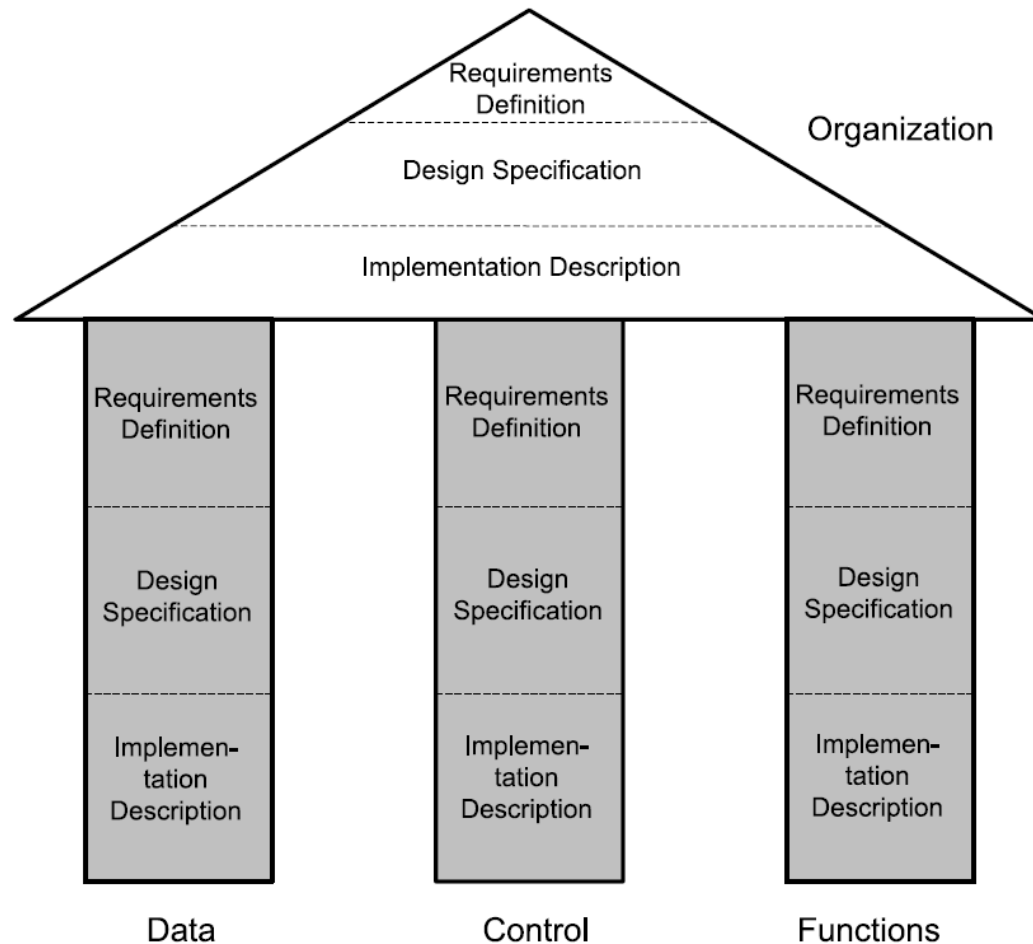 Requirements
Definition
Organization
Design Specification
Implementation Description
Requirements
Definition
Design
Specification
Implemen-
tation
Description
Data
Requirements
Definition
Design
Specification
Implemen-
tation
Description
Control
Requirements
Definition
Design
Specification
Implemen-
tation
Description
Functions